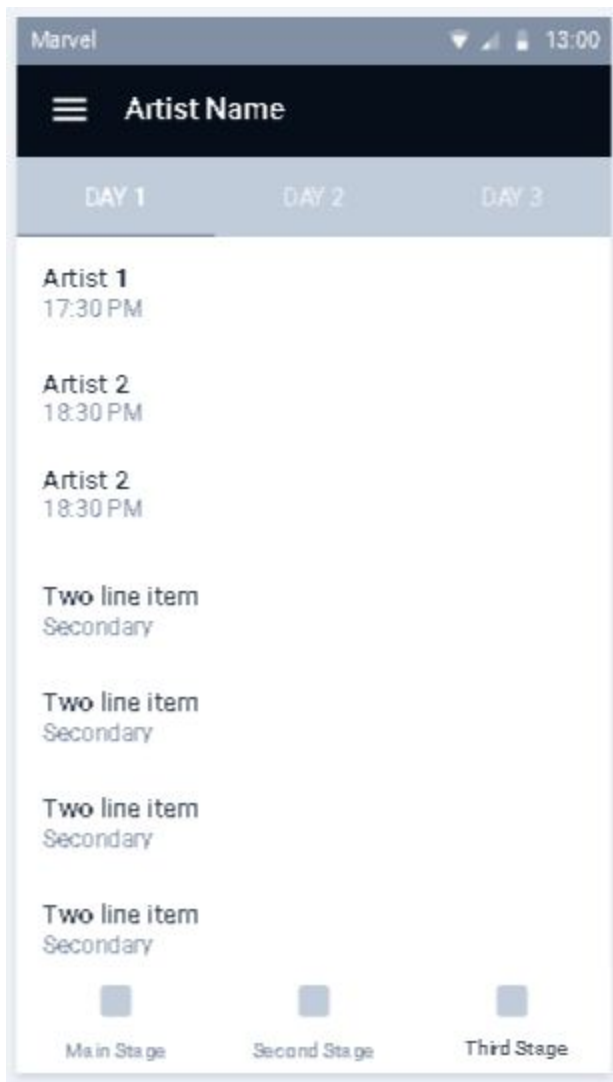 Marvel 13:00
Artist Name
DAY 1 DAY 2 DAY 3
Artist 1
17:30 PM
Artist 2
18:30 PM
Artist 2
18:30 PM
Two line item
Secondary
Two line item
Secondary
Two line item
Secondary
Two line item
Secondary
Main Stage Second Stage Third Stage